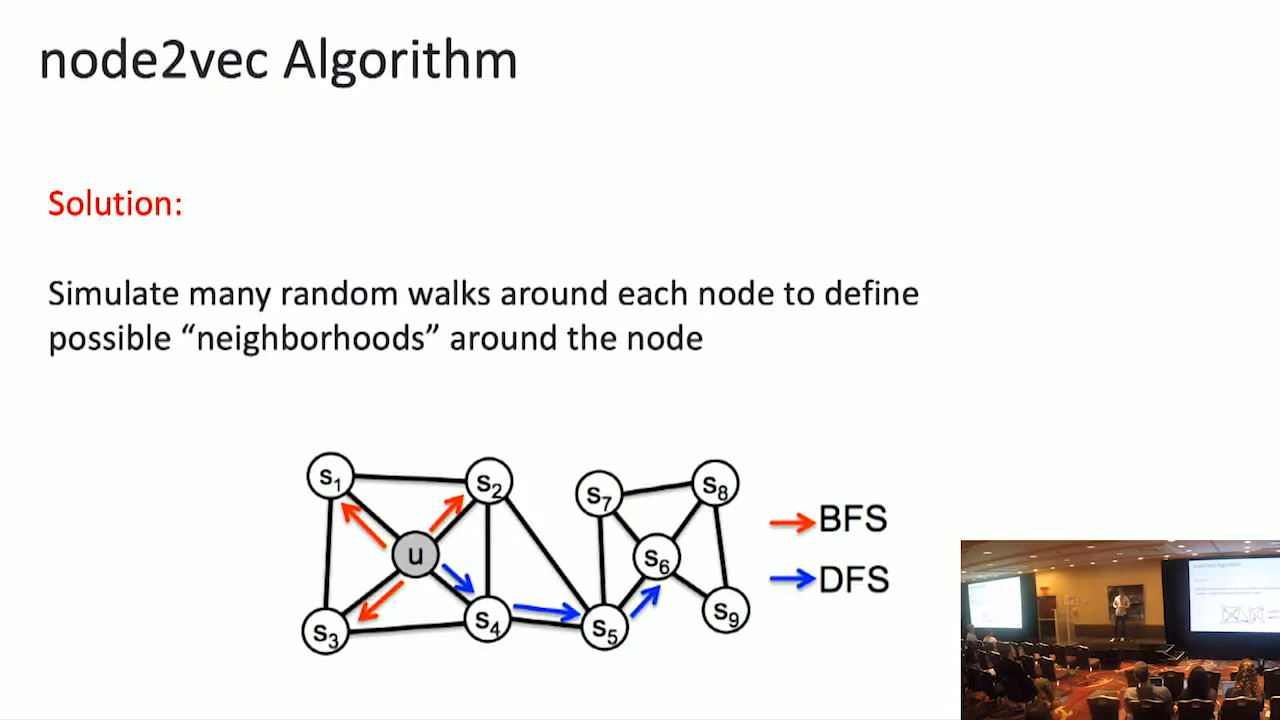 node2vec Algorithm
Solution:
Simulate many random walks around each node to define
possible “neighborhoods” around the node
s1
s2
s7
s8
u
s6
s3
s4
s5
s9
BFS
DFS